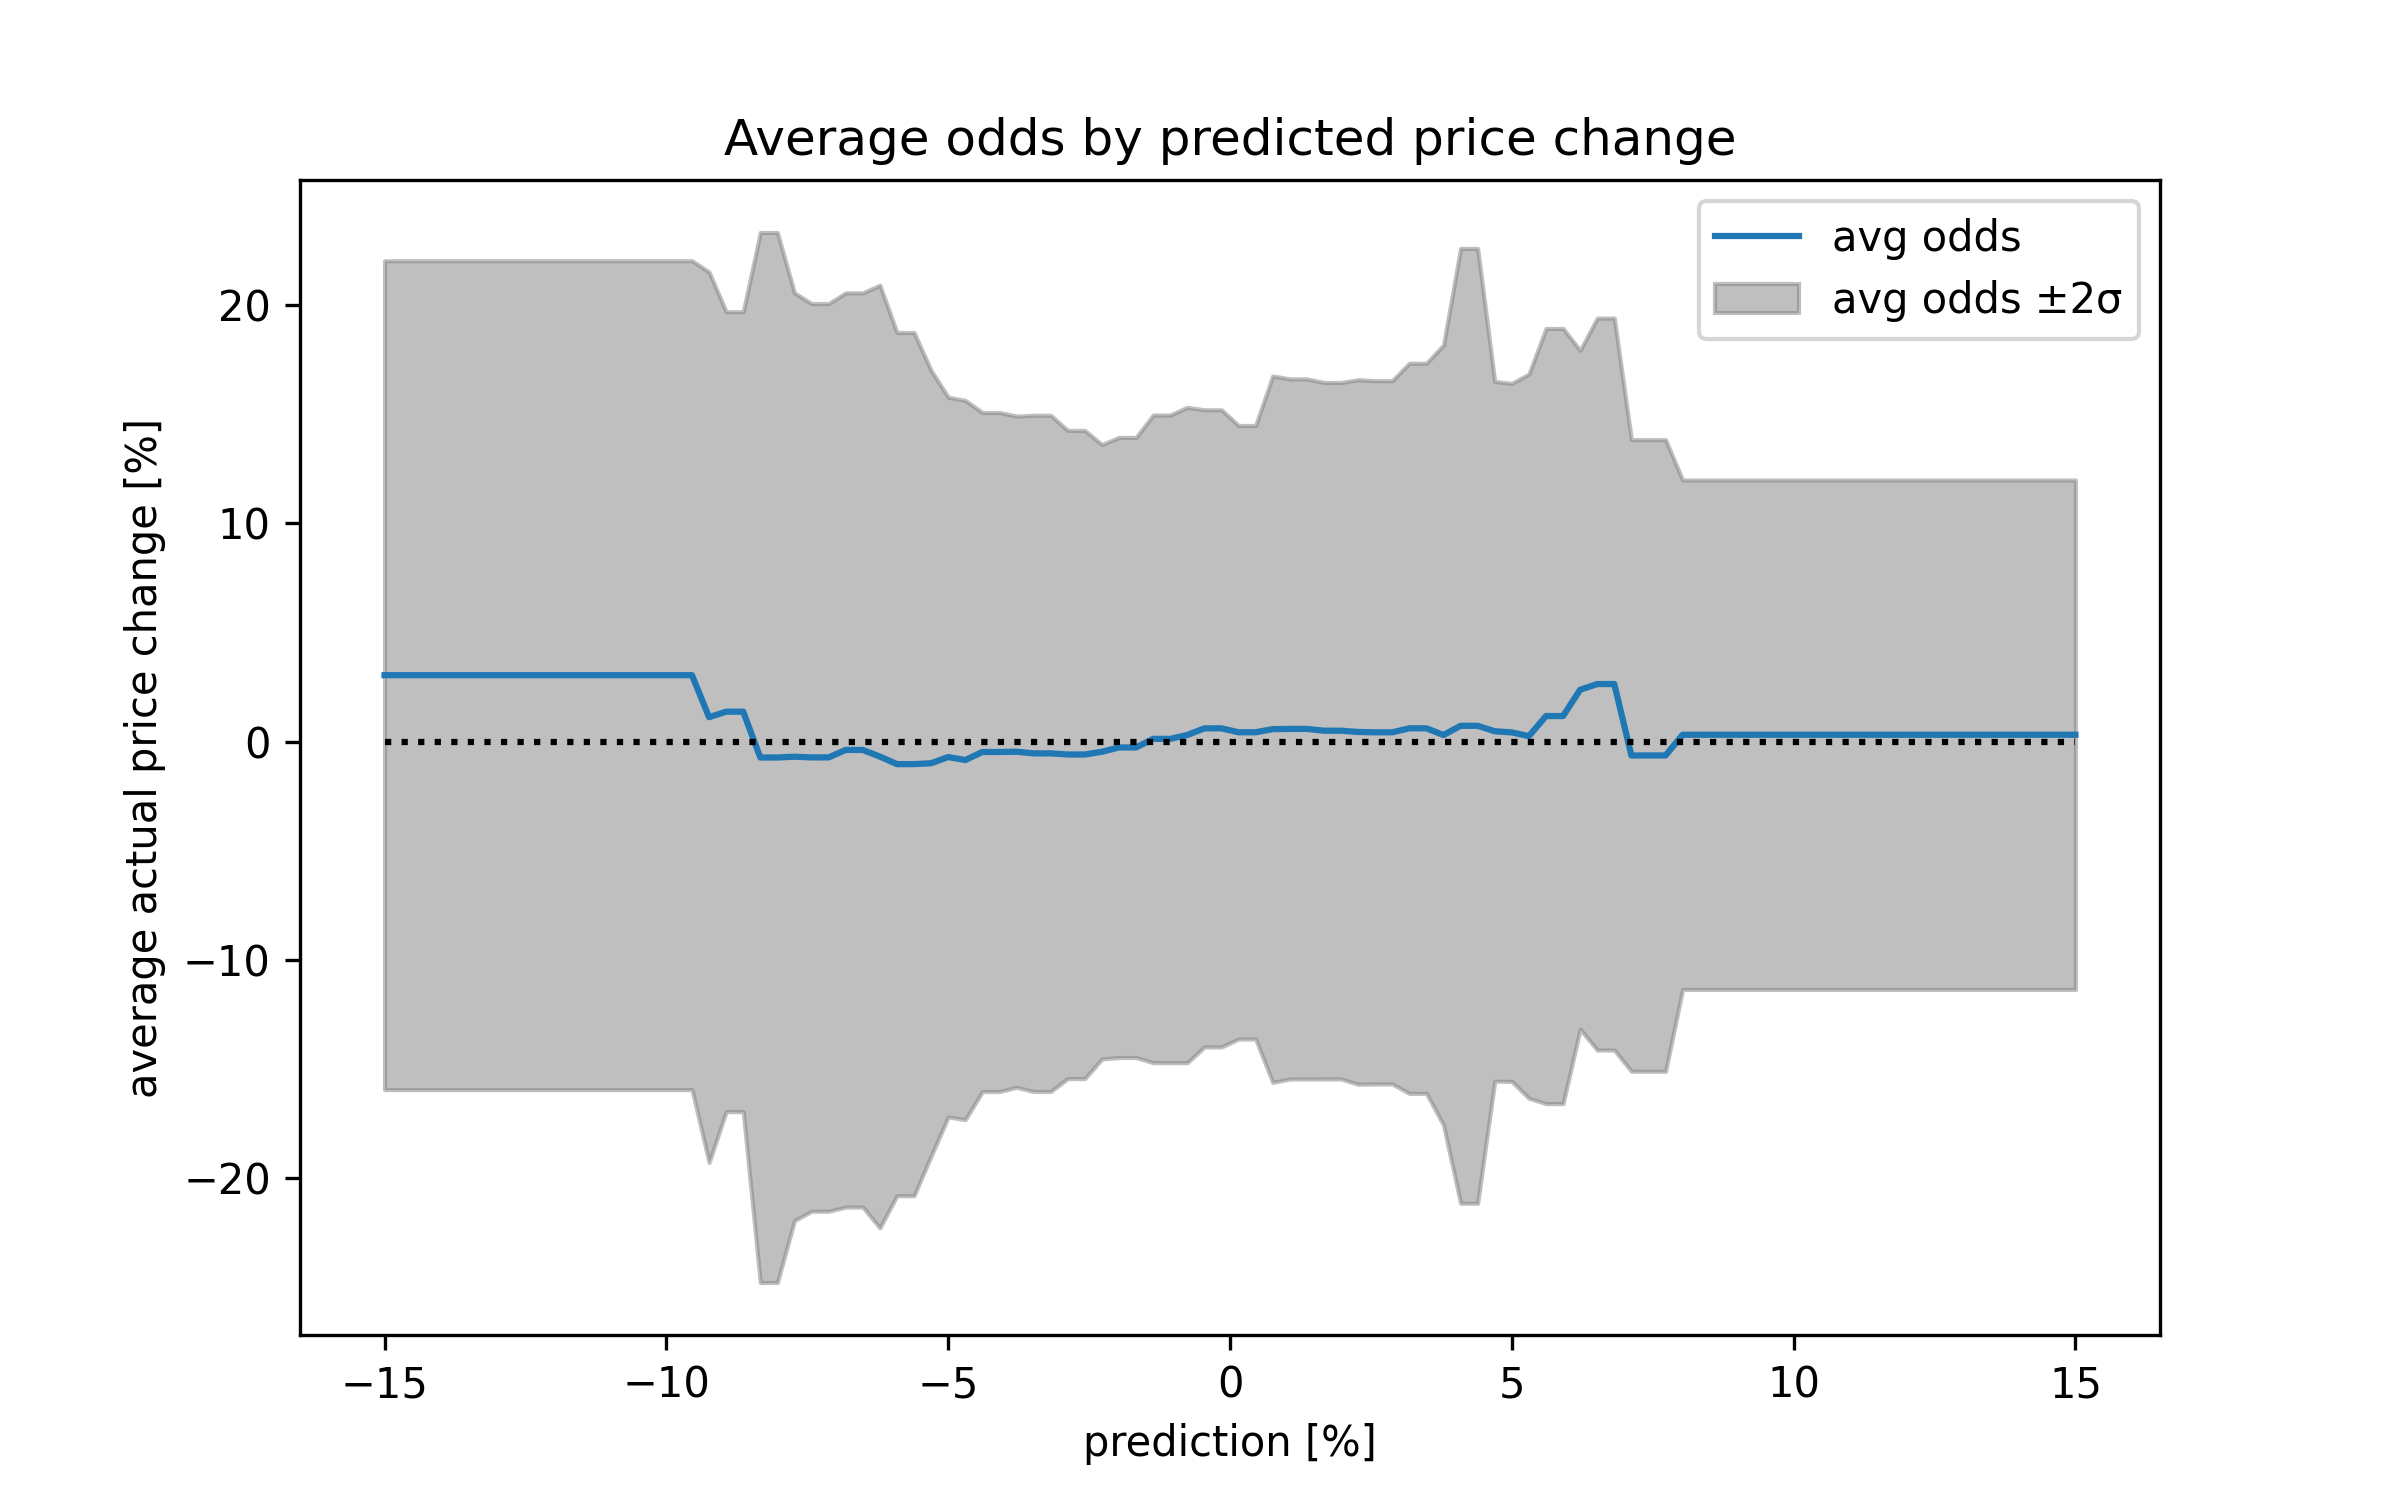 Average odds by predicted price change
avg odds
avg odds ±2σ
average actual price change [%]
20
10
0
−10
−20
−15
−10
−5
0
5
10
15
prediction [%]